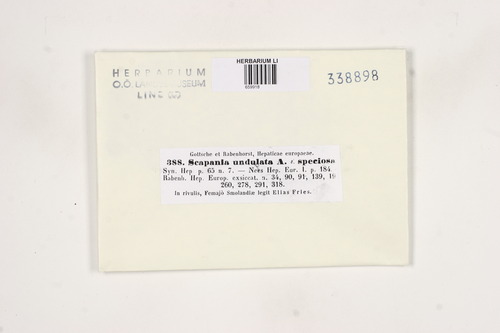 HERBARIUM
O.Ö. LANDESMUSEUM
LINZ
HERBARIUM LI
338898
Gottsche et Rabenhorst, Hepaticae europaeae.
388. Scapania undulata A. speciosa
Syn. Hep. p. 65 n. 7. — Nees Hep. Eur. I. p. 184
Rabenh. Hep. Europ. exsiccat. n. 34, 90, 91, 139, 19
260, 278, 291, 318.
In rivulis, Femsjö Smolandiae legit Elias Fries.